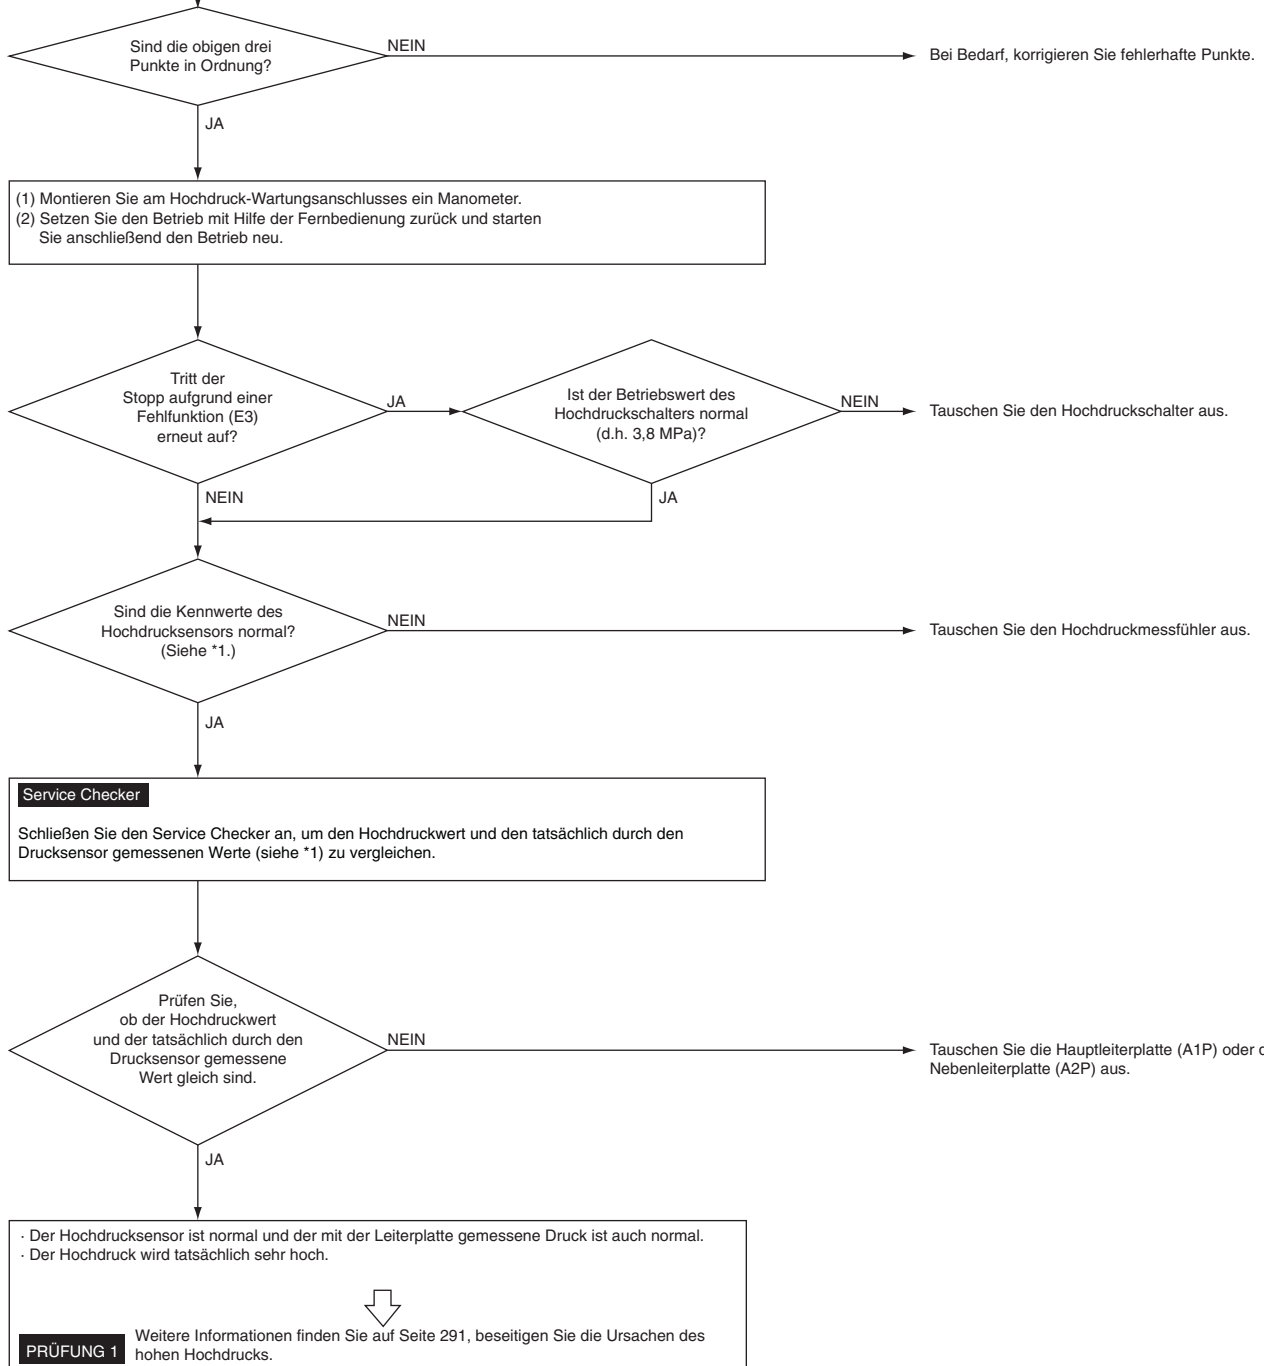 Sind die obigen drei
Punkte in Ordnung?
NEIN
Bei Bedarf, korrigieren Sie fehlerhafte Punkte.
JA
(1) Montieren Sie am Hochdruck-Wartungsanschlusses ein Manometer.
(2) Setzen Sie den Betrieb mit Hilfe der Fernbedienung zurück und starten
Sie anschließend den Betrieb neu.
Tritt der
Stopp aufgrund einer
Fehlfunktion (E3)
erneut auf?
JA
Ist der Betriebswert des
Hochdruckschalters normal
(d.h. 3,8 MPa)?
NEIN
Tauschen Sie den Hochdruckschalter aus.
NEIN
JA
Sind die Kennwerte des
Hochdrucksensors normal?
(Siehe *1.)
NEIN
Tauschen Sie den Hochdruckmessfühler aus.
JA
Service Checker
Schließen Sie den Service Checker an, um den Hochdruckwert und den tatsächlich durch den
Drucksensor gemessenen Werte (siehe *1) zu vergleichen.
Prüfen Sie,
ob der Hochdruckwert
und der tatsächlich durch den
Drucksensor gemessene
Wert gleich sind.
NEIN
Tauschen Sie die Hauptleiterplatte (A1P) oder
Nebenleiterplatte (A2P) aus.
JA
· Der Hochdrucksensor ist normal und der mit der Leiterplatte gemessene Druck ist auch normal.
· Der Hochdruck wird tatsächlich sehr hoch.
PRÜFUNG 1
Weitere Informationen finden Sie auf Seite 291, beseitigen Sie die Ursachen des
hohen Hochdrucks.